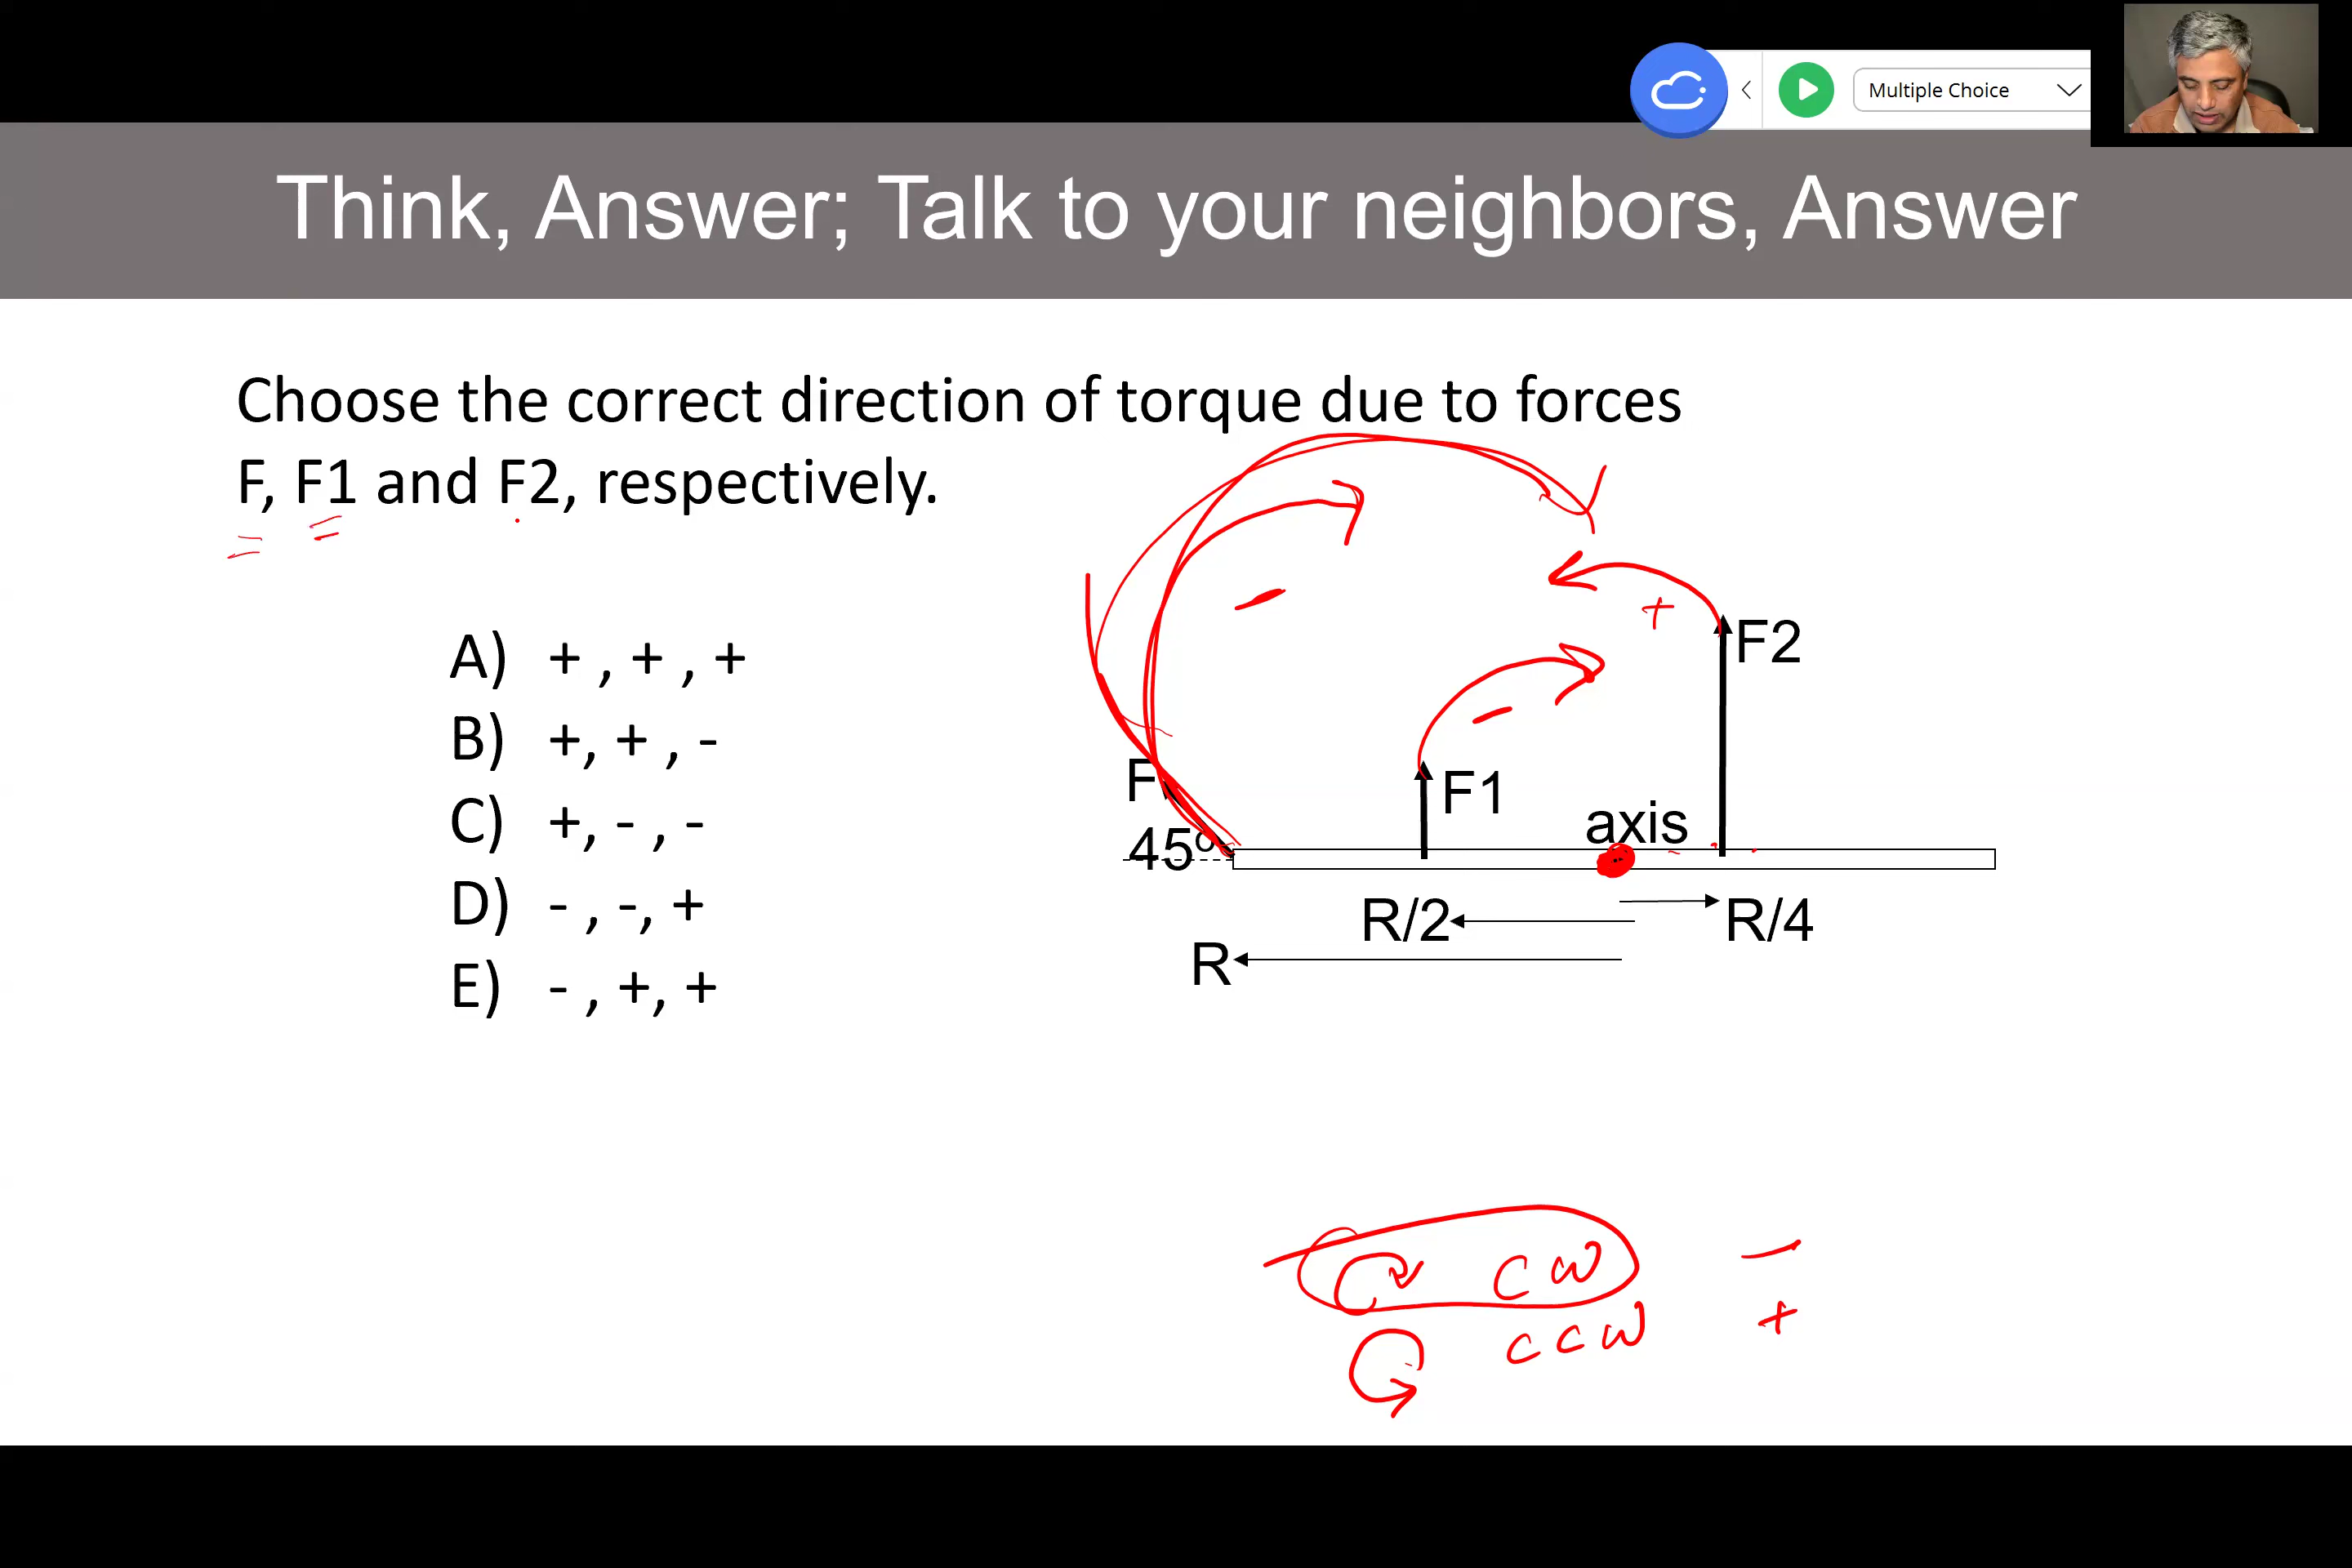 Multiple Choice
Think, Answer; Talk to your neighbors, Answer
Choose the correct direction of torque due to forces
F, F1 and F2, respectively.
A) + , + , +
B) +, + , -
C) +, - , -
D) - , -, +
E) - , +, +
-
+
F2
-
F
F1
45º
axis
R/2
R/4
R
CW -
CCW +